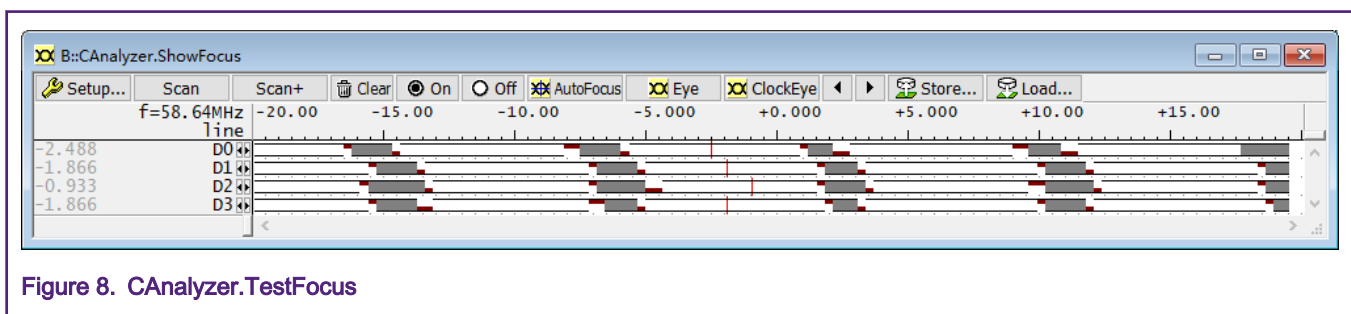 B::CAnalyzer.ShowFocus
Setup... Scan Scan+ Clear On Off AutoFocus Eye ClockEye Store... Load...
f=58.64MHz -20.00 -15.00 -10.00 -5.000 +0.000 +5.000 +10.00 +15.00
line
-2.488 D0
-1.866 D1
-0.933 D2
-1.866 D3
Figure 8. CAnalyzer.TestFocus